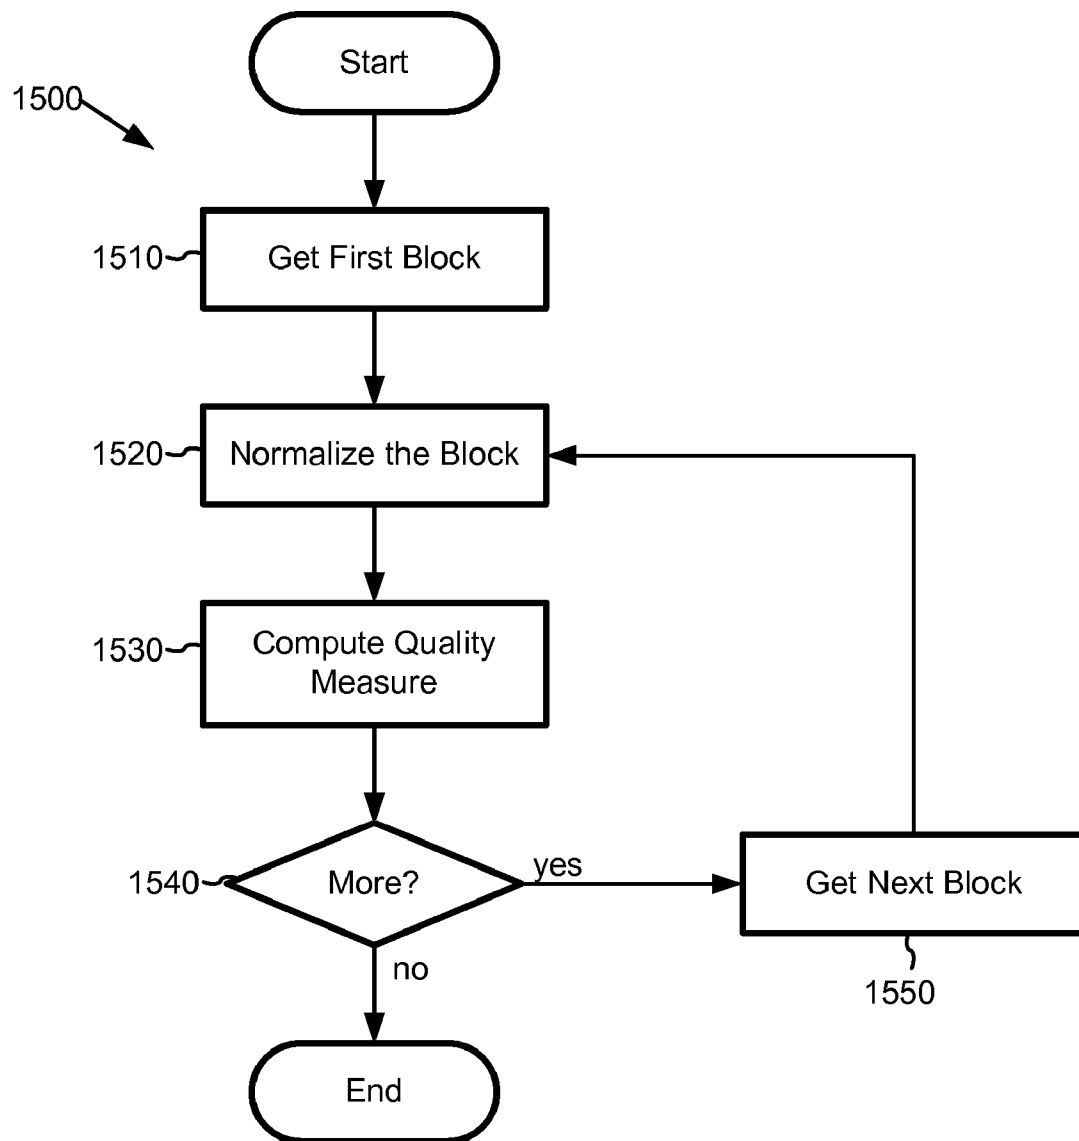 Start
1500
1510
Get First Block
1520
Normalize the Block
1530
Compute Quality
Measure
1540
More?
yes
Get Next Block
no
1550
End